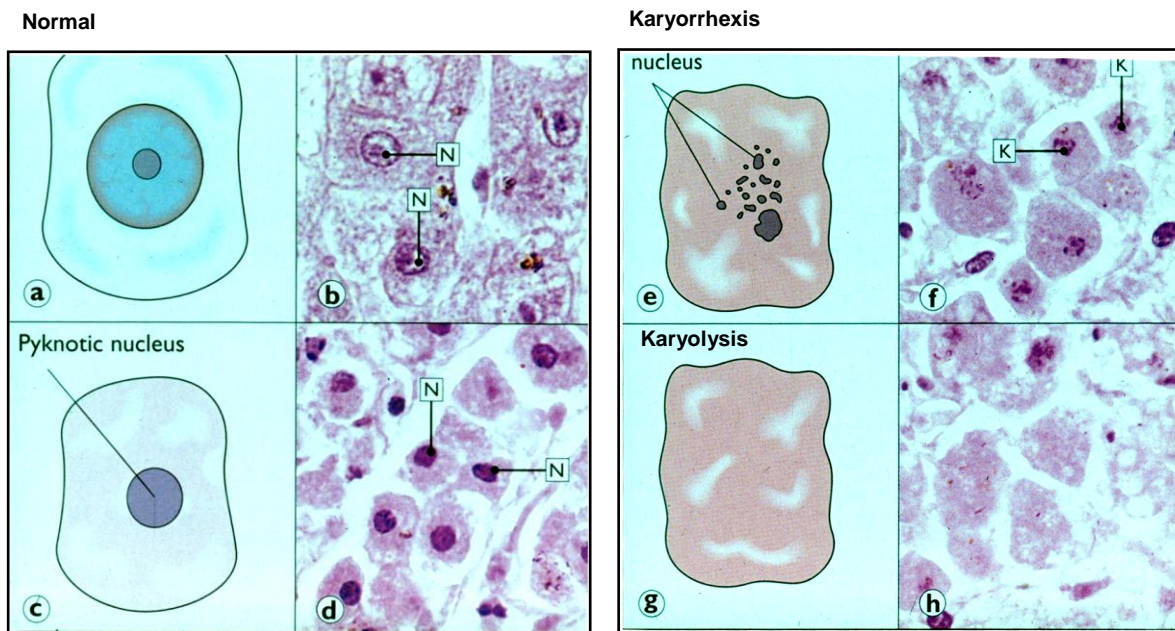 Normal
Karyorrhexis
a
N
N
b
Pyknotic nucleus
c
N
N
d
nucleus
e
K
K
f
Karyolysis
g
h